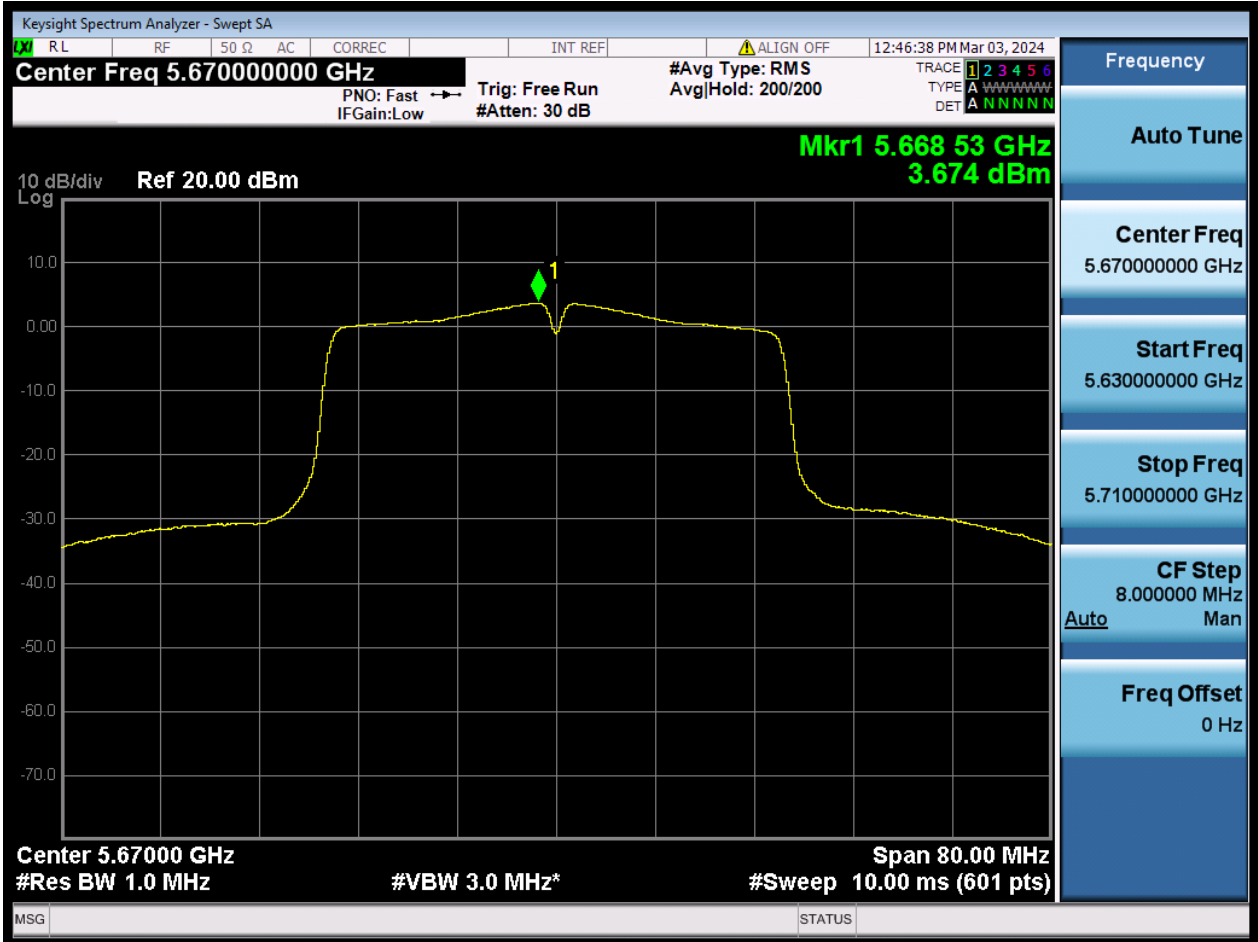 Keysight Spectrum Analyzer - Swept SA
LXI RL RF 50 Ω AC CORREC INT REF ALIGN OFF 12:46:38 PM Mar 03, 2024
Center Freq 5.670000000 GHz
PNO: Fast
IFGain:Low
Trig: Free Run
#Atten: 30 dB
#Avg Type: RMS
Avg|Hold: 200/200
TRACE 1 2 3 4 5 6
TYPE A WWWWW
DET A N N N N N
Mkr1 5.668 53 GHz
3.674 dBm
10 dB/div Ref 20.00 dBm
Log
10.0
0.00
-10.0
-20.0
-30.0
-40.0
-50.0
-60.0
-70.0
1
Center 5.67000 GHz Span 80.00 MHz
#Res BW 1.0 MHz #VBW 3.0 MHz* #Sweep 10.00 ms (601 pts)
MSG STATUS
Frequency
Auto Tune
Center Freq
5.670000000 GHz
Start Freq
5.630000000 GHz
Stop Freq
5.710000000 GHz
CF Step
8.000000 MHz
Auto Man
Freq Offset
0 Hz